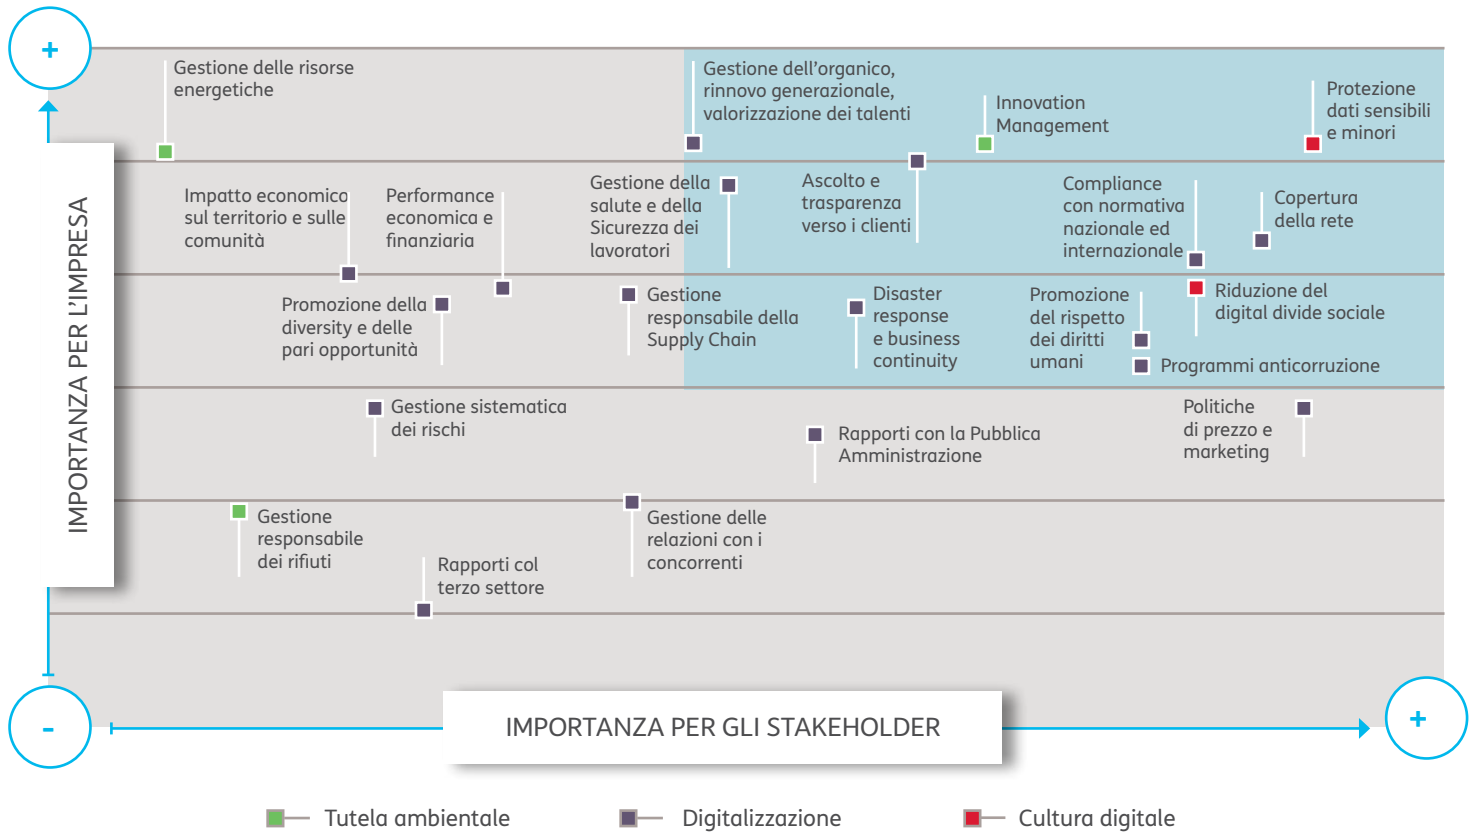 +
Gestione delle risorse
energetiche
Gestione dell'organico,
rinnovo generazionale,
valorizzazione dei talenti
Innovation
Management
Protezione
dati sensibili
e minori
Impatto economico
sul territorio e sulle
comunità
Performance
economica e
finanziaria
Gestione della
salute e della
Sicurezza dei
lavoratori
Ascolto e
trasparenza
verso i clienti
Compliance
con normativa
nazionale ed
internazionale
Copertura
della rete
Promozione della
diversity e delle
pari opportunità
Gestione
responsabile della
Supply Chain
Disaster
response
e business
continuity
Promozione
del rispetto
dei diritti
umani
Riduzione del
digital divide sociale
Programmi anticorruzione
Gestione sistematica
dei rischi
Rapporti con la Pubblica
Amministrazione
Politiche
di prezzo e
marketing
Gestione
responsabile
dei rifiuti
Rapporti col
terzo settore
Gestione delle
relazioni con i
concorrenti
IMPORTANZA PER L'IMPRESA
-
IMPORTANZA PER GLI STAKEHOLDER
+
Tutela ambientale
Digitalizzazione
Cultura digitale